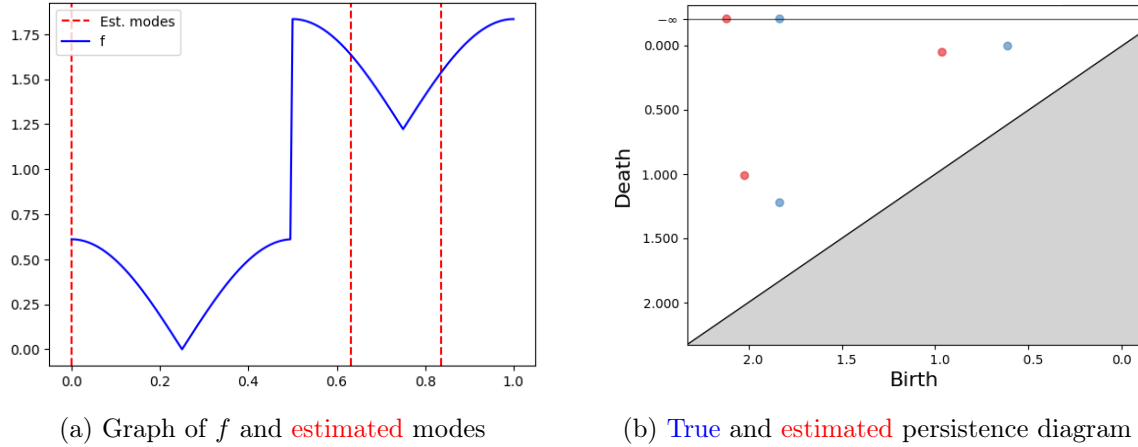 Est. modes
f
1.75
1.50
1.25
1.00
0.75
0.50
0.25
0.00
0.0 0.2 0.4 0.6 0.8 1.0
(a) Graph of f and estimated modes
−∞
0.000
0.500
1.000
1.500
2.000
Death
2.0 1.5 1.0 0.5 0.0
Birth
(b) True and estimated persistence diagram